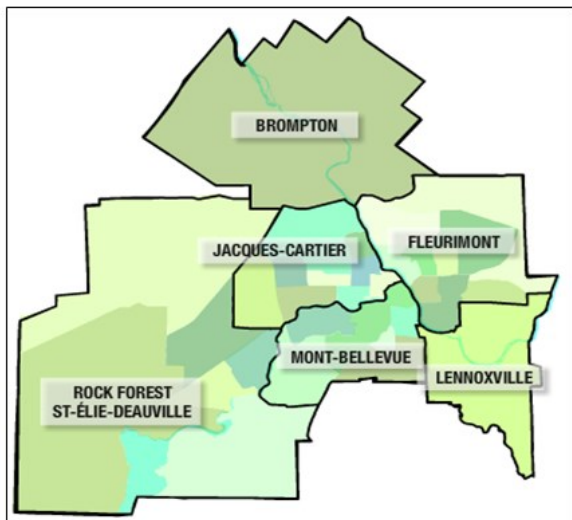 BROMPTON
JACQUES-CARTIER
FLEURIMONT
MONT-BELLEVUE
LENNOXVILLE
ROCK FOREST
ST-ÉLIE-DEAUVILLE